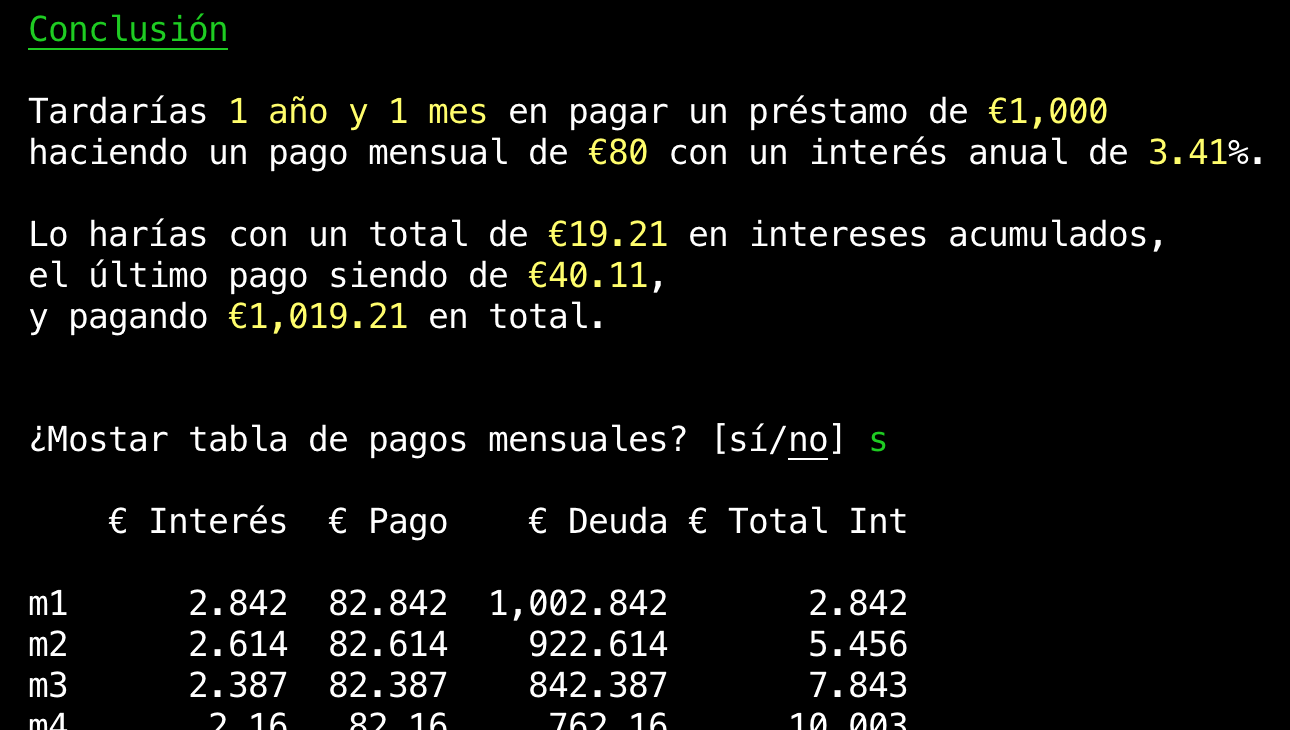 Conclusión
Tardarías 1 año y 1 mes en pagar un préstamo de €1,000
haciendo un pago mensual de €80 con un interés anual de 3.41%.
Lo harías con un total de €19.21 en intereses acumulados,
el último pago siendo de €40.11,
y pagando €1,019.21 en total.
¿Mostar tabla de pagos mensuales? [sí/no] s
€ Interés € Pago € Deuda € Total Int
m1 2.842 82.842 1,002.842 2.842
m2 2.614 82.614 922.614 5.456
m3 2.387 82.387 842.387 7.843
m4 2.16 82.16 762.16 10.003